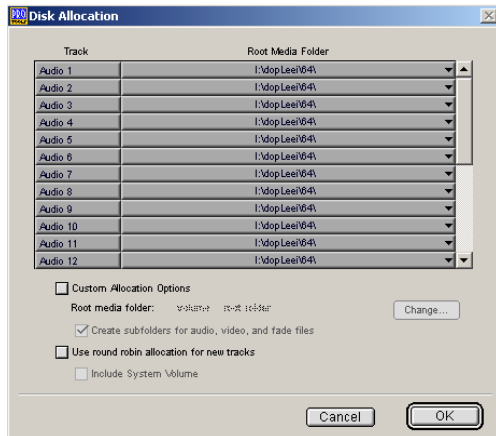 Disk Allocation
Track Root Media Folder
Audio 1 I:\dopLeei\64\
Audio 2 I:\dopLeei\64\
Audio 3 I:\dopLeei\64\
Audio 4 I:\dopLeei\64\
Audio 5 I:\dopLeei\64\
Audio 6 I:\dopLeei\64\
Audio 7 I:\dopLeei\64\
Audio 8 I:\dopLeei\64\
Audio 9 I:\dopLeei\64\
Audio 10 I:\dopLeei\64\
Audio 11 I:\dopLeei\64\
Audio 12 I:\dopLeei\64\
Custom Allocation Options
Root media folder: volume root folder Change...
Create subfolders for audio, video, and fade files
Use round robin allocation for new tracks
Include System Volume
Cancel OK